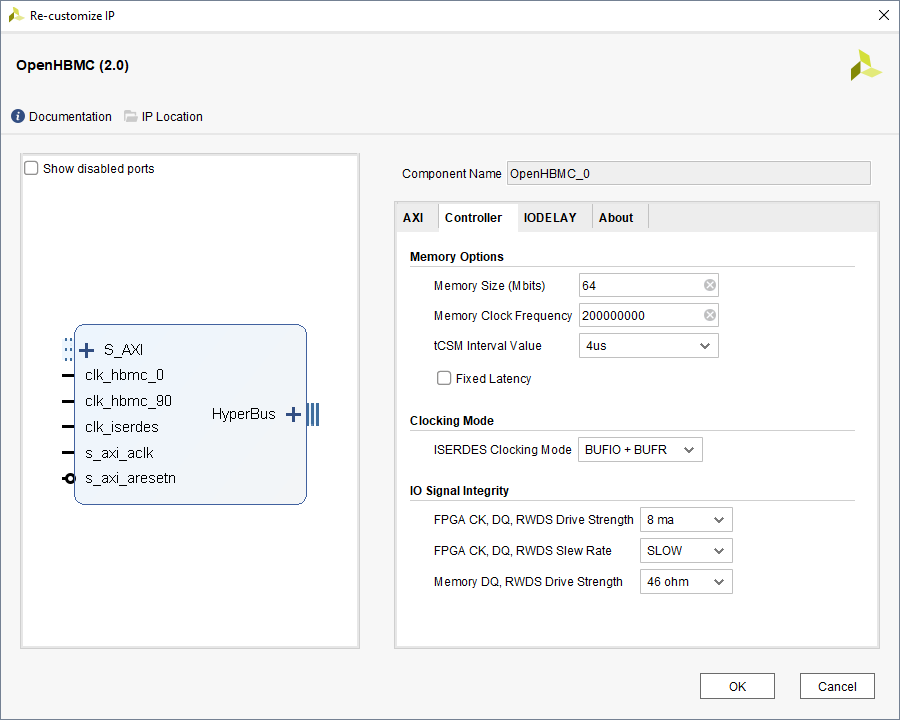 Re-customize IP
OpenHBMC (2.0)
Documentation
IP Location
Show disabled ports
S_AXI
clk_hbmc_0
clk_hbmc_90
clk_iserdes
s_axi_aclk
s_axi_aresetn
HyperBus
Component Name OpenHBMC_0
AXI Controller IODELAY About
Memory Options
Memory Size (Mbits) 64
Memory Clock Frequency 200000000
tCSM Interval Value 4us
Fixed Latency
Clocking Mode
ISERDES Clocking Mode BUFIO + BUFR
IO Signal Integrity
FPGA CK, DQ, RWDS Drive Strength 8 ma
FPGA CK, DQ, RWDS Slew Rate SLOW
Memory DQ, RWDS Drive Strength 46 ohm
OK Cancel